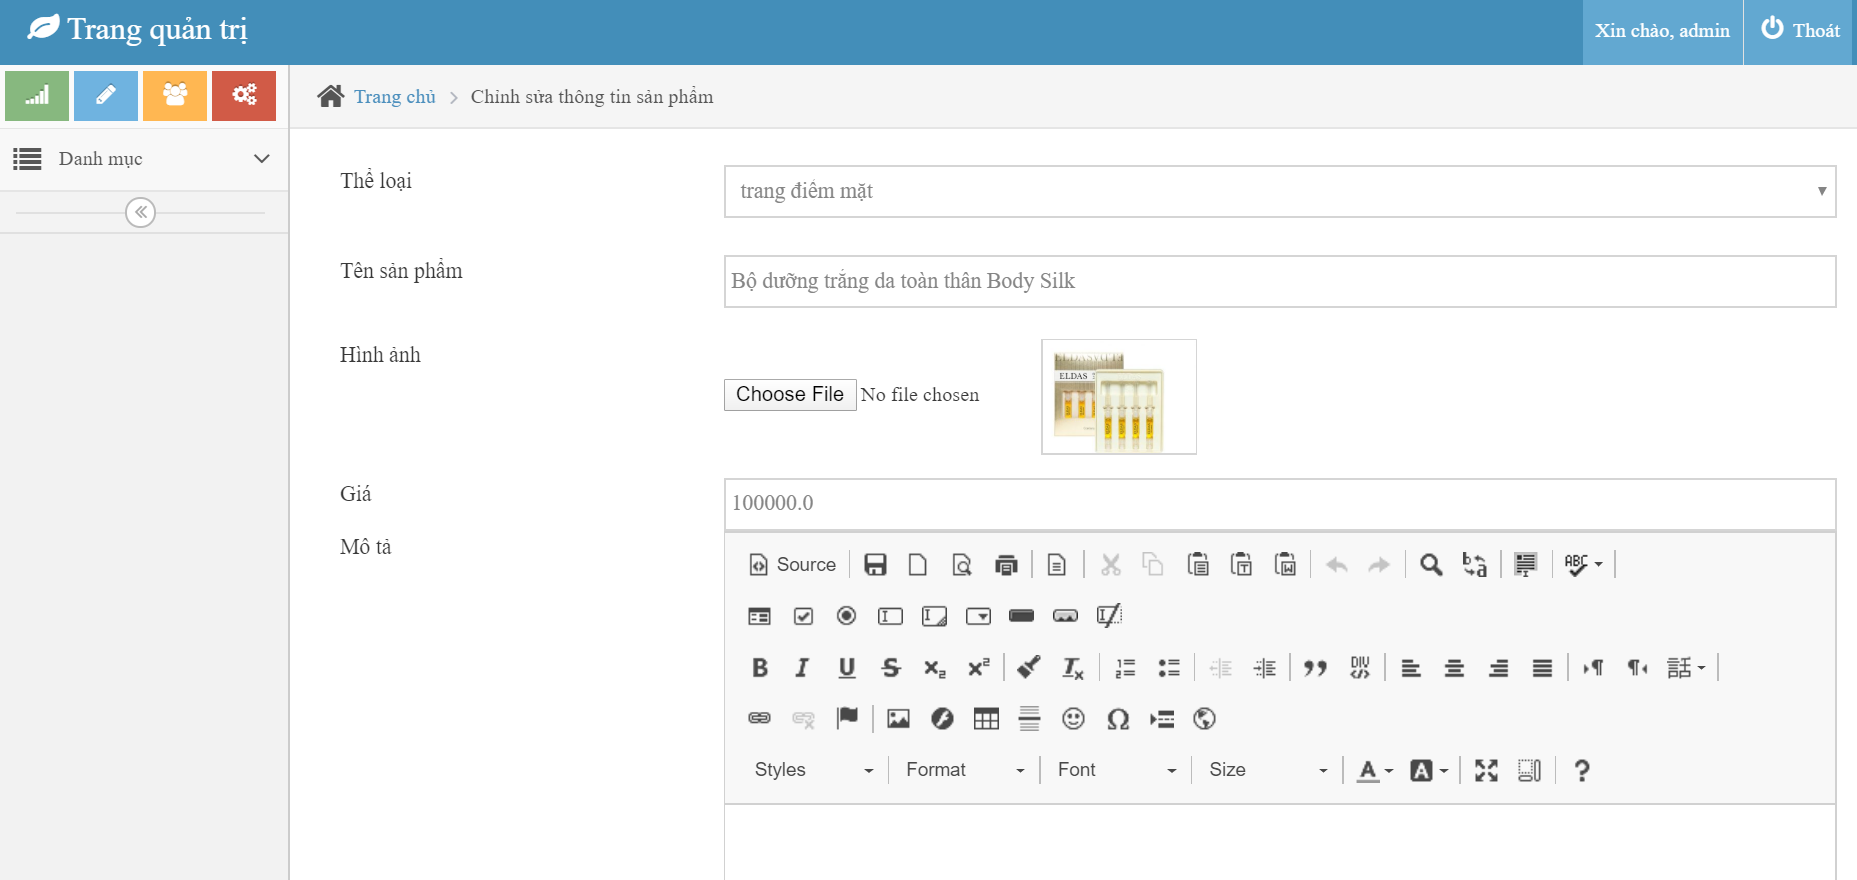 Trang quản trị
Xin chào, admin
Thoát
Trang chủ
Chỉnh sửa thông tin sản phẩm
Danh mục
Thể loại
trang điểm mặt
Tên sản phẩm
Bộ dưỡng trắng da toàn thân Body Silk
Hình ảnh
Choose File No file chosen
ELDAS
Giá
100000.0
Mô tả
Source
Styles
Format
Font
Size